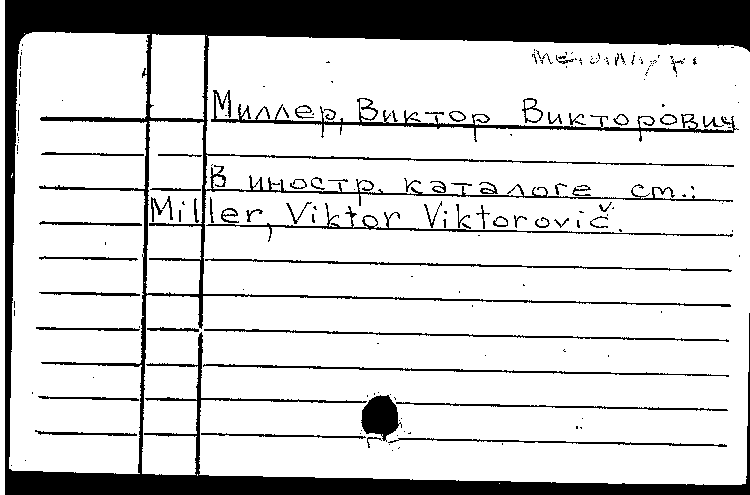 Миллер, Виктор Викторович
В иностр. каталоге см.:
Miller, Viktor Viktorovič.